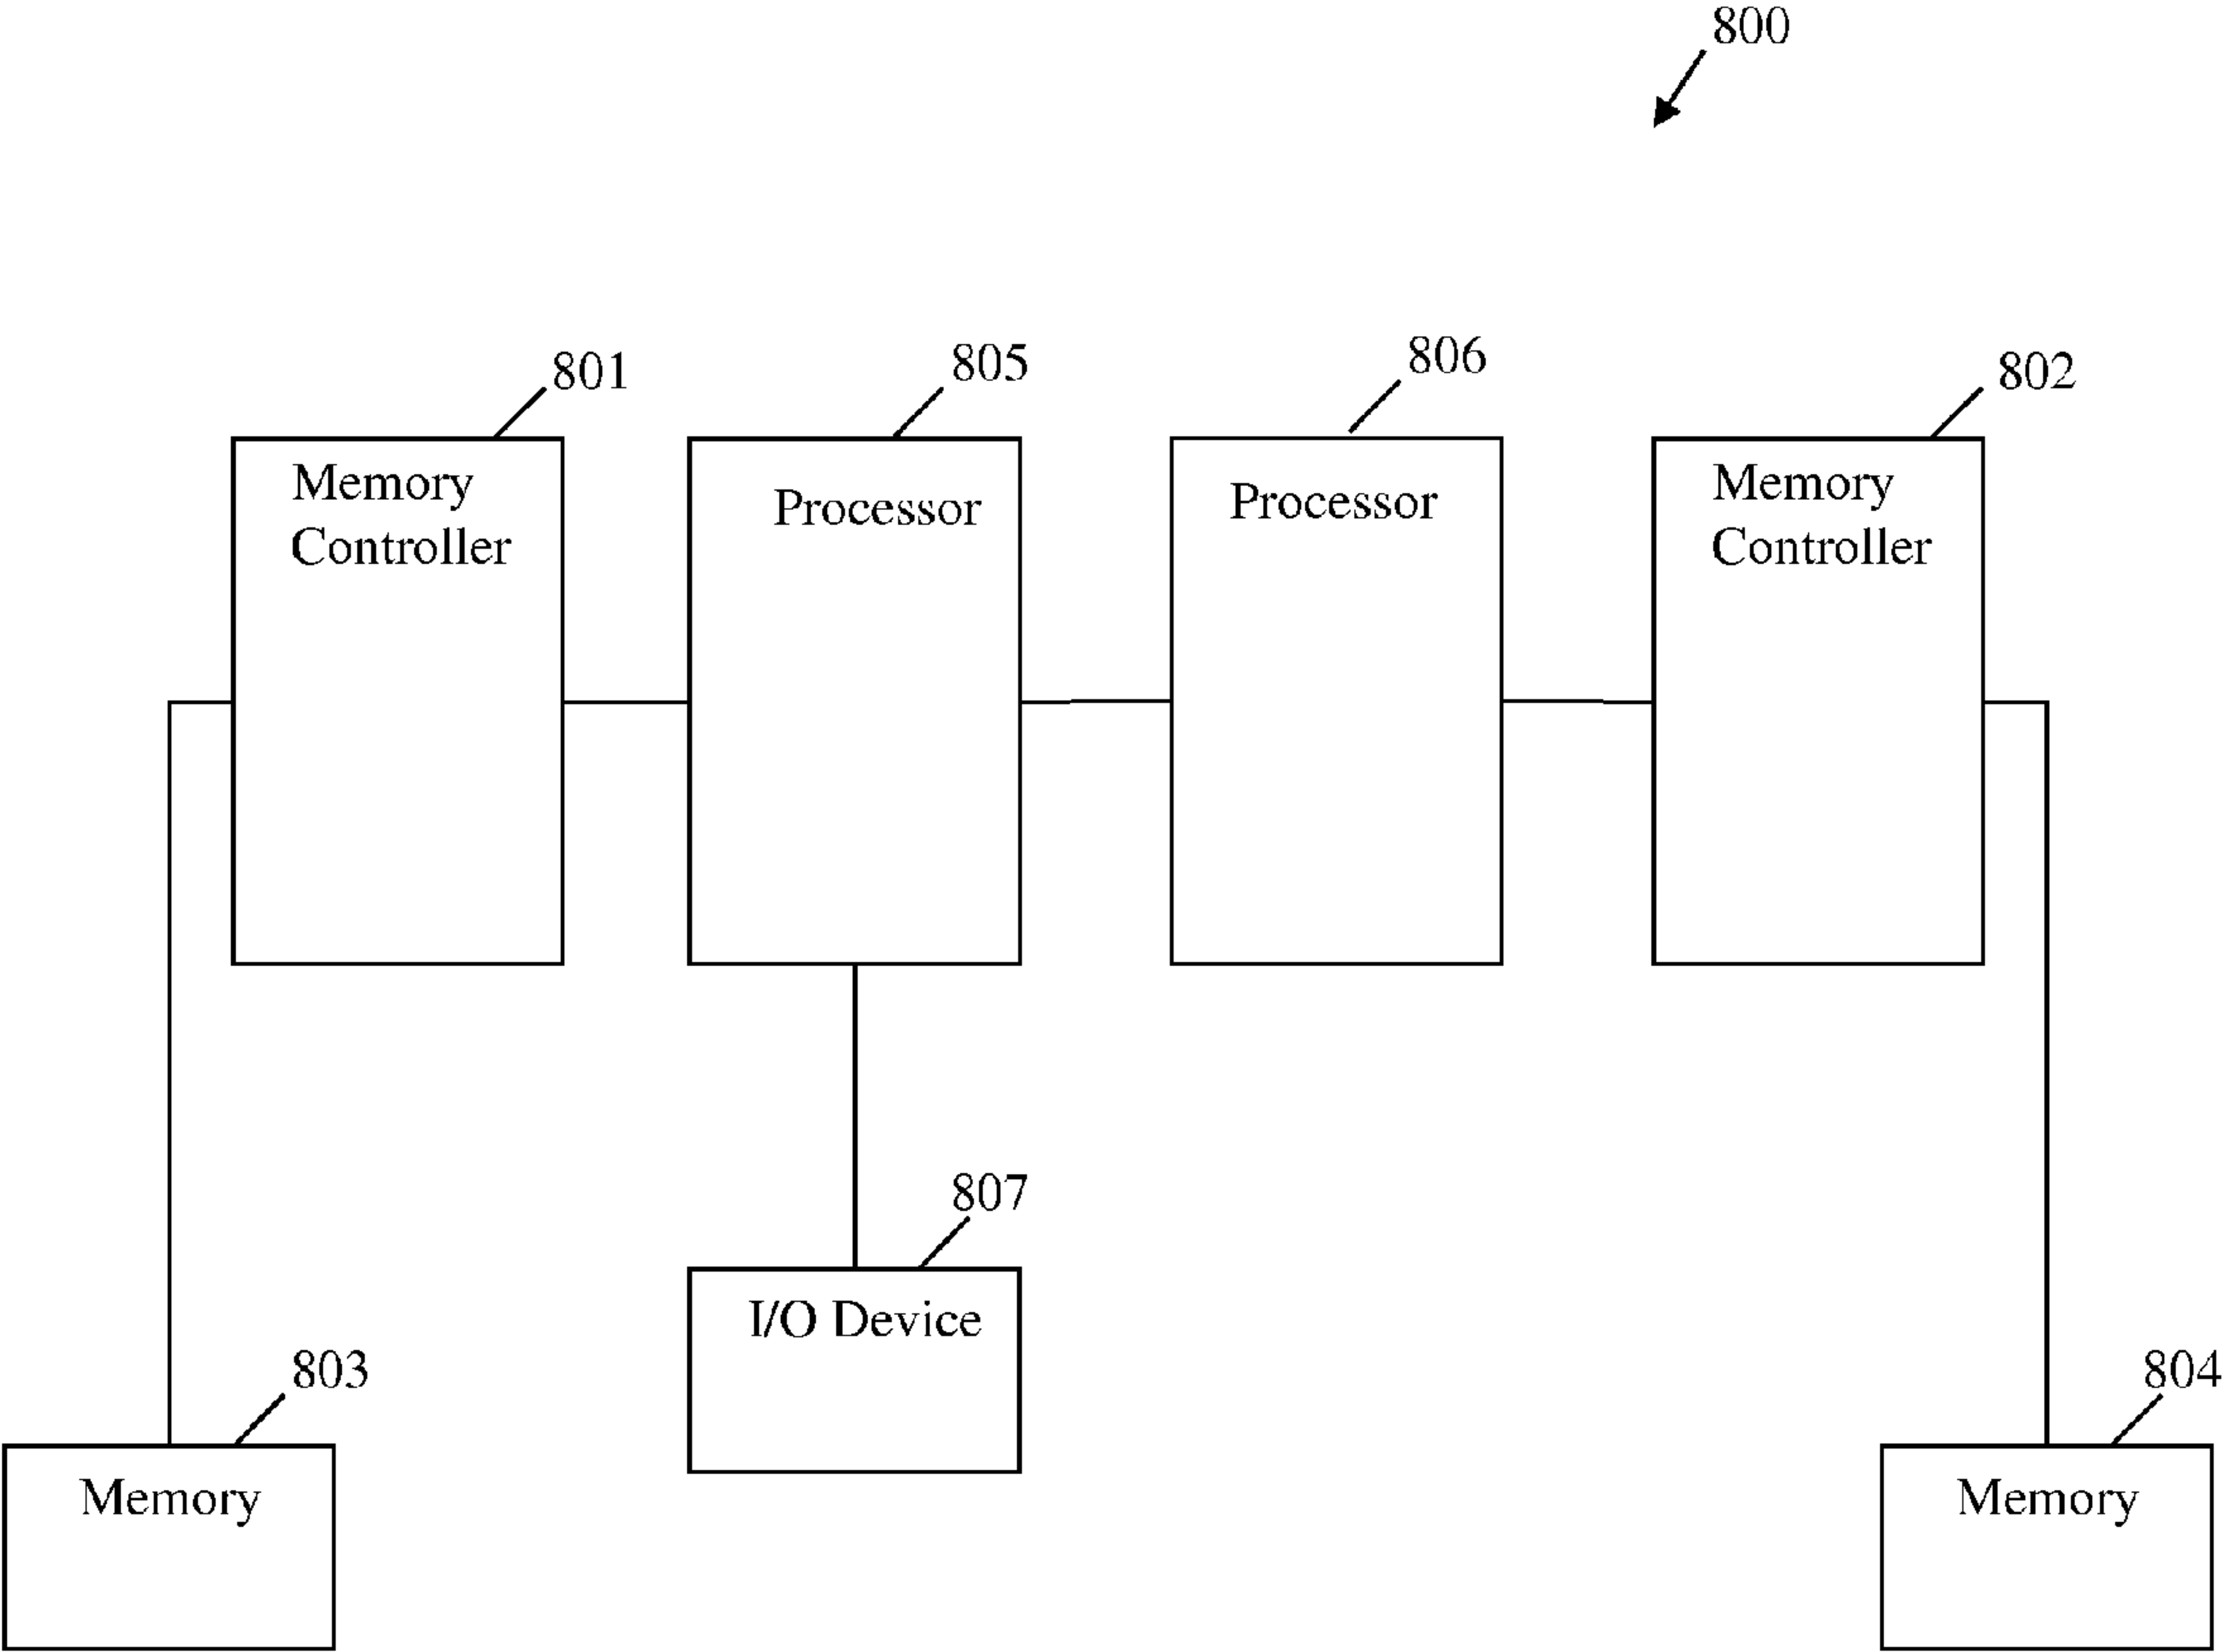 800
801
805
806
802
Memory
Controller
Processor
Processor
Memory
Controller
807
I/O Device
803
804
Memory
Memory